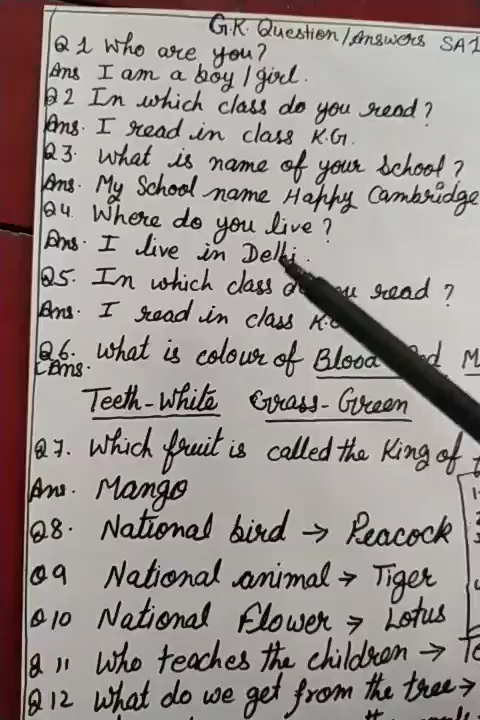 G.K. Question/Answers SA1
Q 1 Who are you?
Ans I am a boy/girl.
Q2 In which class do you read?
Ans. I read in class K.G.
Q3. What is name of your School?
Ans. My School name Happy Cambridge
Q4. Where do you live?
Ans. I live in Delhi.
Q5. In which class you read?
Ans. I read in class
Q6. What is colour of Blood
Ans.
Teeth-White Grass-Green
Q7. Which fruit is called the King of
Ans. Mango
Q8. National bird → Peacock
Q9 National animal → Tiger
Q10 National Flower → Lotus
Q 11 Who teaches the children →
Q12 What do we get from the tree →